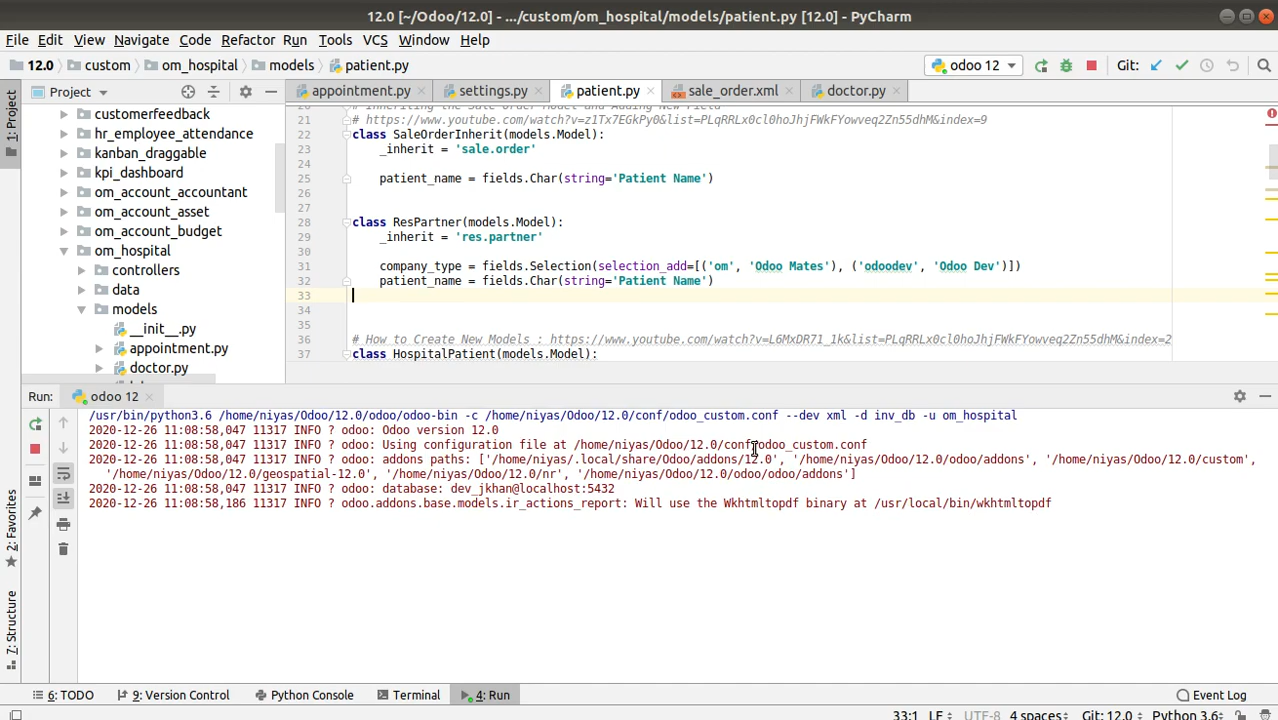 12.0 [~/Odoo/12.0] - .../custom/om_hospital/models/patient.py [12.0] - PyCharm
File Edit View Navigate Code Refactor Run Tools VCS Window Help
12.0 custom om_hospital models patient.py odoo 12 Git:
1: Project
Project
appointment.py settings.py patient.py sale_order.xml doctor.py
customerfeedback
hr_employee_attendance
kanban_draggable
kpi_dashboard
om_account_accountant
om_account_asset
om_account_budget
om_hospital
controllers
data
models
__init__.py
appointment.py
doctor.py
20 # Inheriting the Sale Order Model and Adding New Field
21 # https://www.youtube.com/watch?v=z1Tx7EGkPy0&list=PLqRRLx0cl0hoJhjFWkFYowveq2Zn55dhM&index=9
22 class SaleOrderInherit(models.Model):
23 _inherit = 'sale.order'
24
25 patient_name = fields.Char(string='Patient Name')
26
27
28 class ResPartner(models.Model):
29 _inherit = 'res.partner'
30
31 company_type = fields.Selection(selection_add=[('om', 'Odoo Mates'), ('odoodev', 'Odoo Dev')])
32 patient_name = fields.Char(string='Patient Name')
33
34
35
36 # How to Create New Models : https://www.youtube.com/watch?v=L6MxDR71_1k&list=PLqRRLx0cl0hoJhjFWkFYowveq2Zn55dhM&index=2
37 class HospitalPatient(models.Model):
Run: odoo 12
/usr/bin/python3.6 /home/niyas/Odoo/12.0/odoo/odoo-bin -c /home/niyas/Odoo/12.0/conf/odoo_custom.conf --dev xml -d inv_db -u om_hospital
2020-12-26 11:08:58,047 11317 INFO ? odoo: Odoo version 12.0
2020-12-26 11:08:58,047 11317 INFO ? odoo: Using configuration file at /home/niyas/Odoo/12.0/conf/odoo_custom.conf
2020-12-26 11:08:58,047 11317 INFO ? odoo: addons paths: ['/home/niyas/.local/share/Odoo/addons/12.0', '/home/niyas/Odoo/12.0/odoo/addons', '/home/niyas/Odoo/12.0/custom',
'/home/niyas/Odoo/12.0/geospatial-12.0', '/home/niyas/Odoo/12.0/nr', '/home/niyas/Odoo/12.0/odoo/odoo/addons']
2020-12-26 11:08:58,047 11317 INFO ? odoo: database: dev_jkhan@localhost:5432
2020-12-26 11:08:58,186 11317 INFO ? odoo.addons.base.models.ir_actions_report: Will use the Wkhtmltopdf binary at /usr/local/bin/wkhtmltopdf
2: Favorites
7: Structure
6: TODO 9: Version Control Python Console Terminal 4: Run Event Log
33:1 LF UTF-8 4 spaces Git: 12.0 Python 3.6